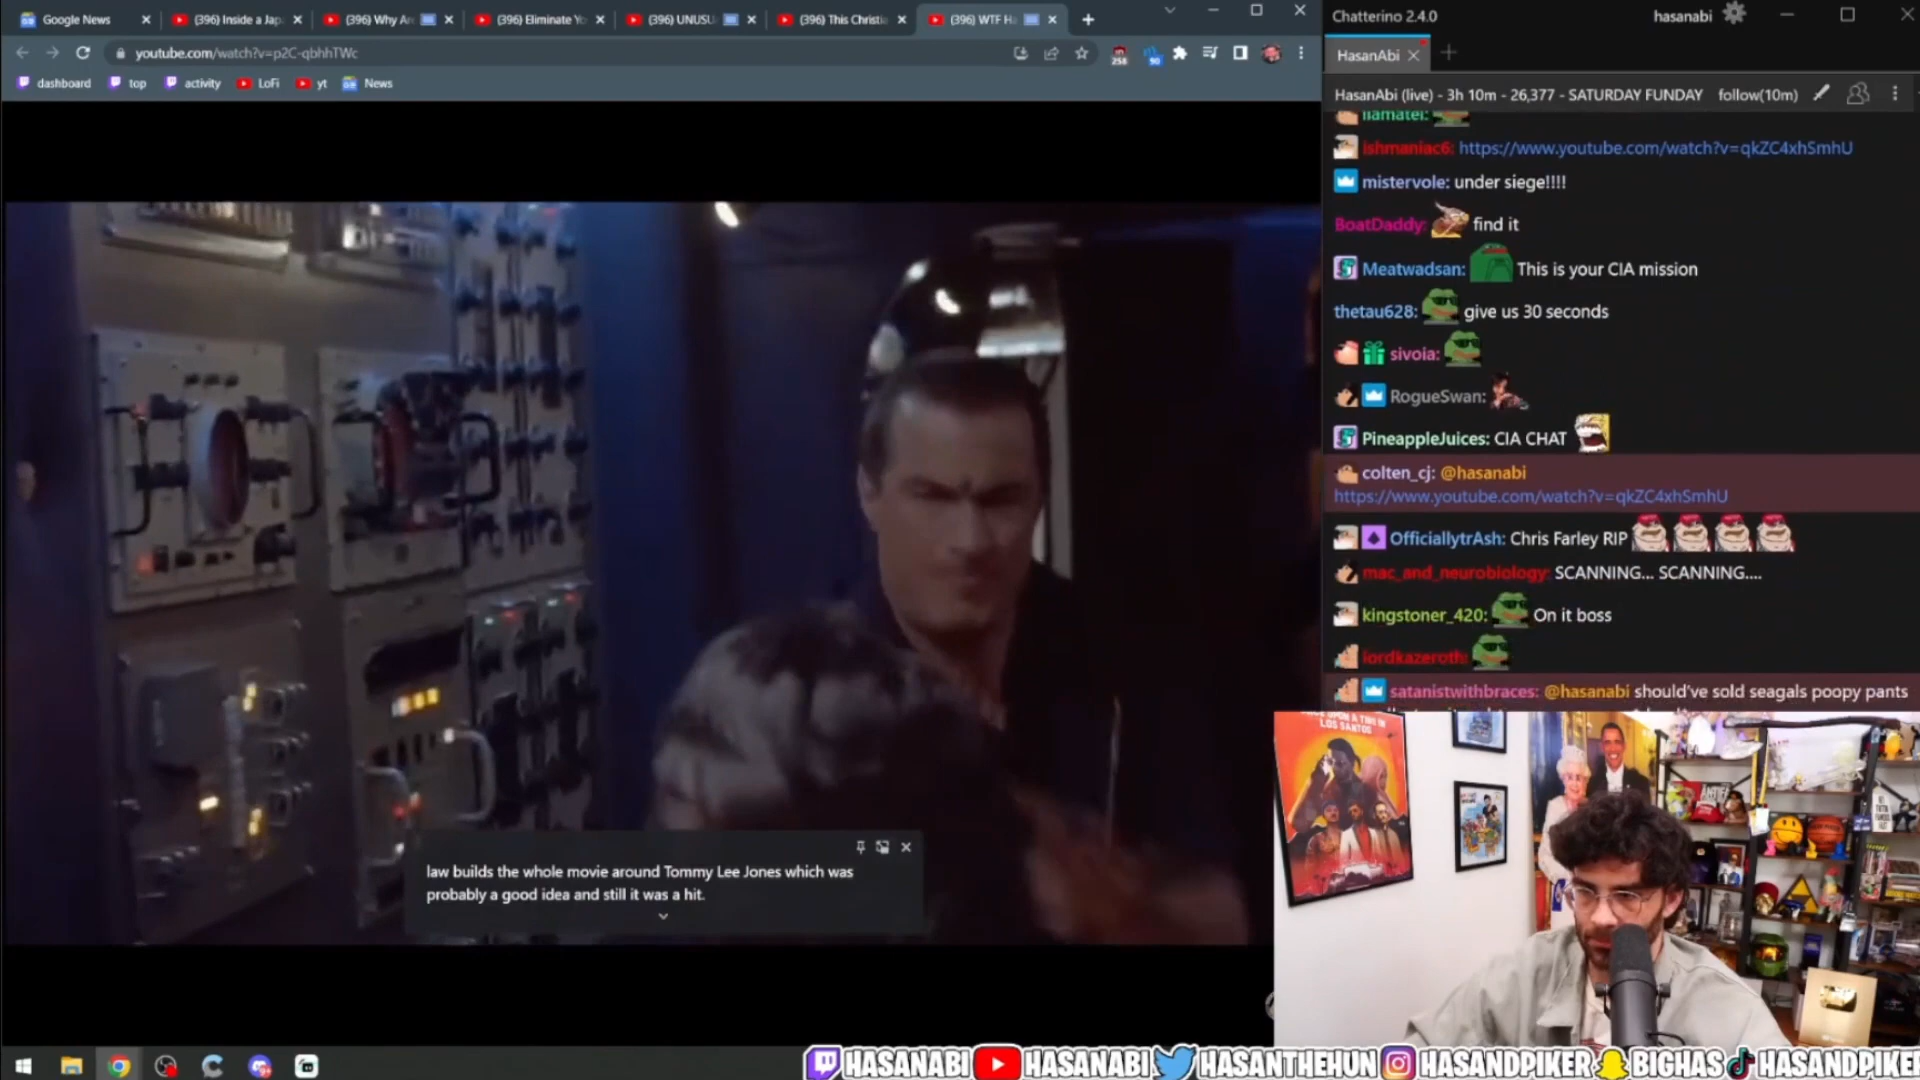 Google News
(396) Inside a Jap
(396) Why Ar
(396) Eliminate Yo
(396) UNUSU
(396) This Christi
(396) WTF H
youtube.com/watch?v=p2C-qbhhTWc
258
90
dashboard
top
activity
LoFi
yt
News
law builds the whole movie around Tommy Lee Jones which was
probably a good idea and still it was a hit.
Chatterino 2.4.0
hasanabi
HasanAbi
HasanAbi (live) - 3h 10m - 26,377 - SATURDAY FUNDAY follow(10m)
ishmaniac6: https://www.youtube.com/watch?v=qkZC4xhSmhU
mistervole: under siege!!!!
BoatDaddy: find it
Meatwadsan: This is your CIA mission
thetau628: give us 30 seconds
sivoia:
RogueSwan:
PineappleJuices: CIA CHAT
colten_cj: @hasanabi
https://www.youtube.com/watch?v=qkZC4xhSmhU
OfficiallytrAsh: Chris Farley RIP
mac_and_neurobiology: SCANNING... SCANNING....
kingstoner_420: On it boss
lordkazeroth:
satanistwithbraces: @hasanabi should've sold seagals poopy pants
LOS SANTOS
HASANABI
HASANABI
HASANTHEHUN
HASANDPIKER
BIGHAS
HASANDPIKER